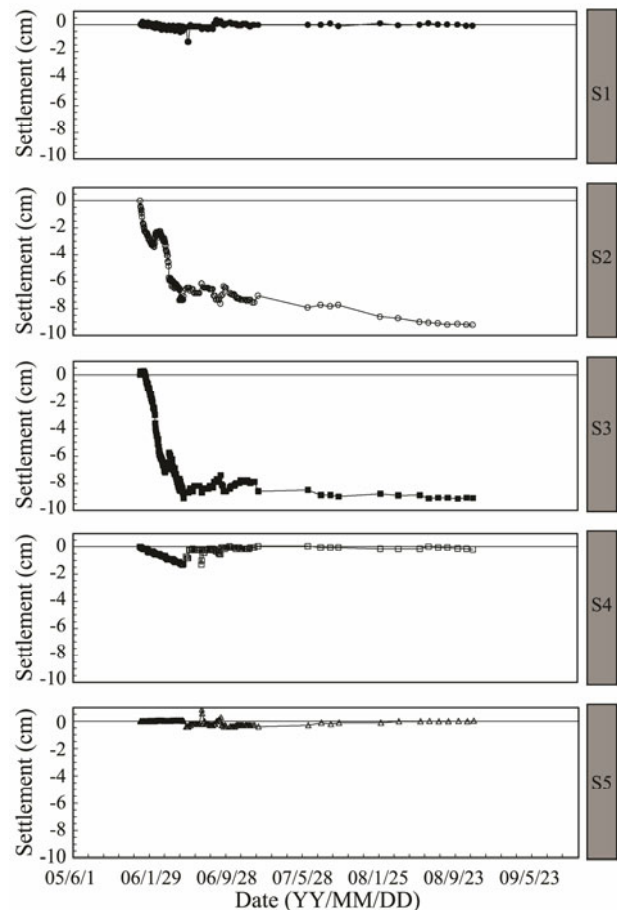 0
-2
-4
-6
-8
-10
Settlement (cm)
S1
0
-2
-4
-6
-8
-10
Settlement (cm)
S2
0
-2
-4
-6
-8
-10
Settlement (cm)
S3
0
-2
-4
-6
-8
-10
Settlement (cm)
S4
0
-2
-4
-6
-8
-10
Settlement (cm)
S5
05/6/1 06/1/29 06/9/28 07/5/28 08/1/25 08/9/23 09/5/23
Date (YY/MM/DD)